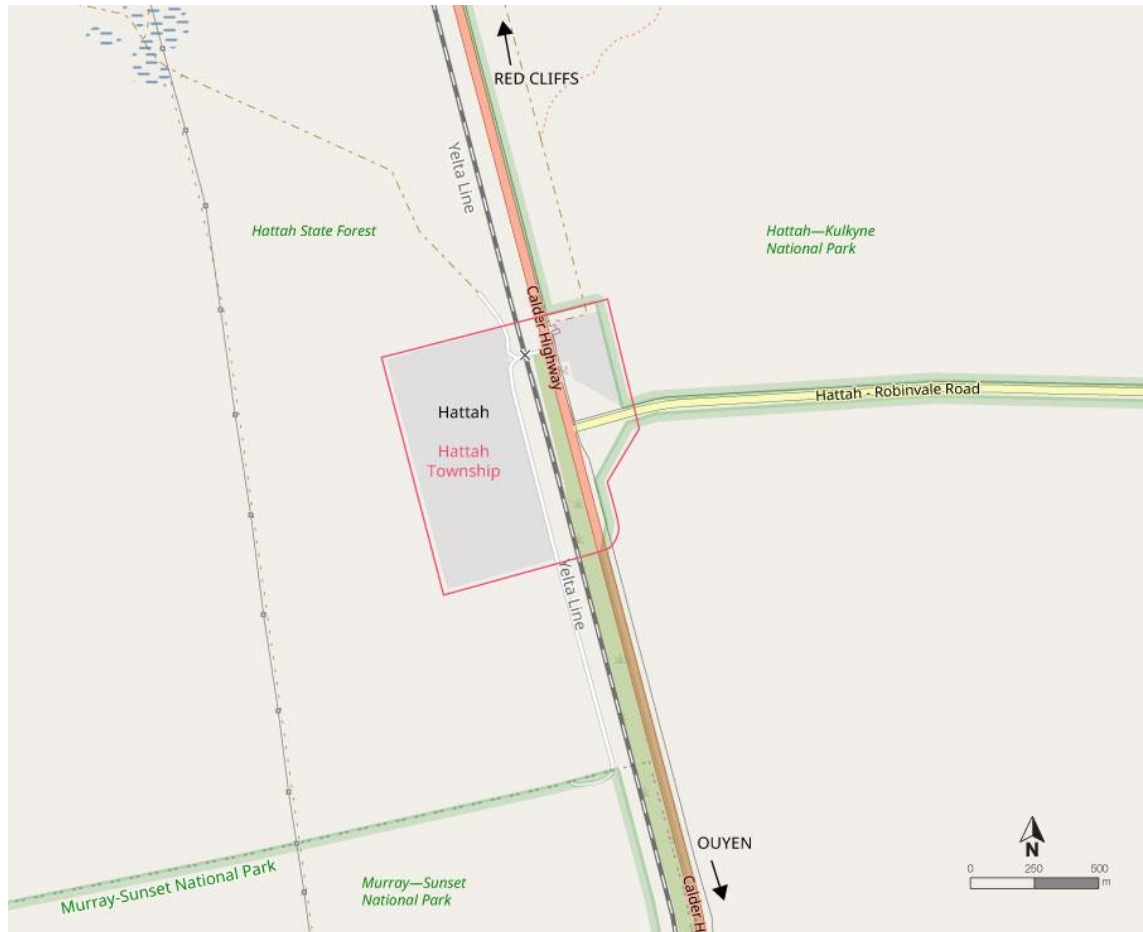 RED CLIFFS
Yelta Line
Hattah State Forest
Hattah—Kulkyne
National Park
Calder Highway
Hattah - Robinvale Road
Hattah
Hattah
Township
Yelta Line
OUYEN
N
0 250 500
m
Murray-Sunset National Park
Murray—Sunset
National Park
Calder H